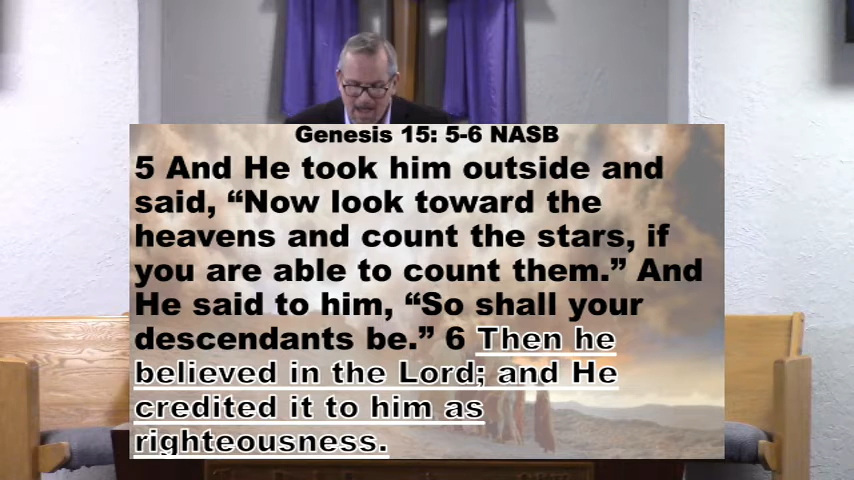 Genesis 15: 5-6 NASB
5 And He took him outside and
said, “Now look toward the
heavens and count the stars, if
you are able to count them.” And
He said to him, “So shall your
descendants be.” 6 Then he
believed in the Lord; and He
credited it to him as
righteousness.